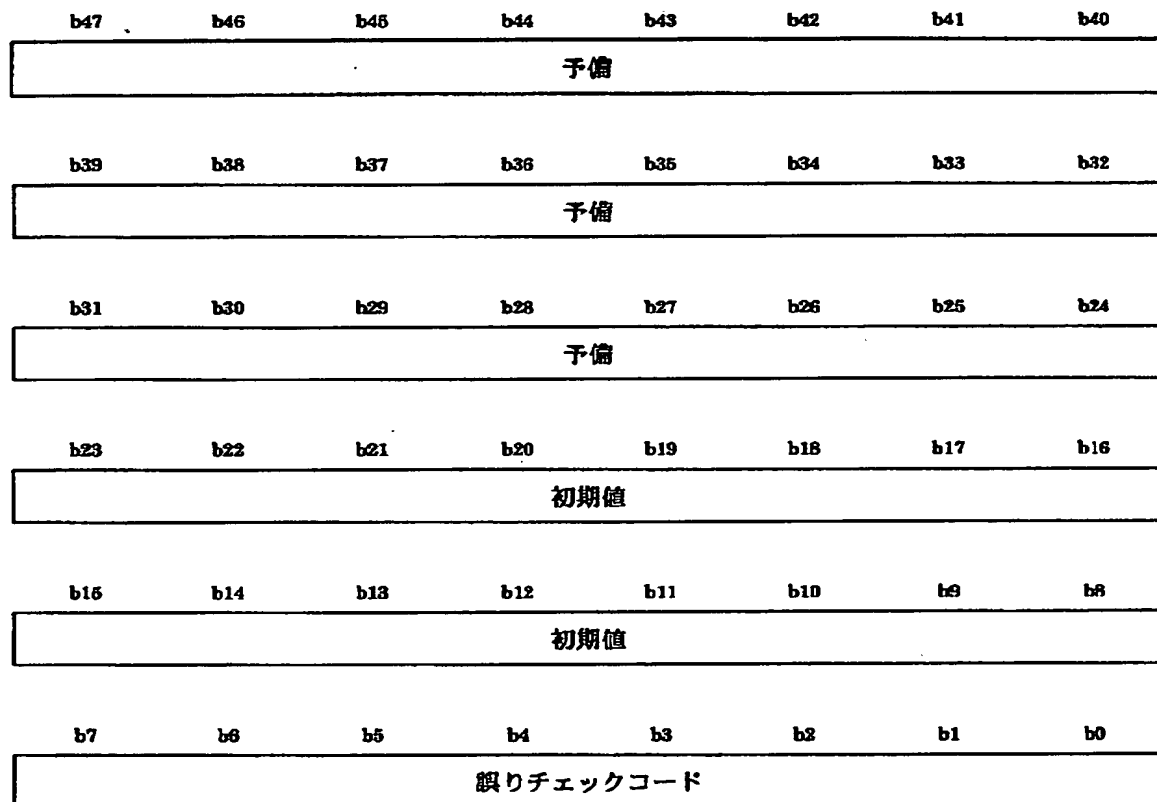 b47 b46 b45 b44 b43 b42 b41 b40
予備
b39 b38 b37 b36 b35 b34 b33 b32
予備
b31 b30 b29 b28 b27 b26 b25 b24
予備
b23 b22 b21 b20 b19 b18 b17 b16
初期値
b15 b14 b13 b12 b11 b10 b9 b8
初期値
b7 b6 b5 b4 b3 b2 b1 b0
誤りチェックコード